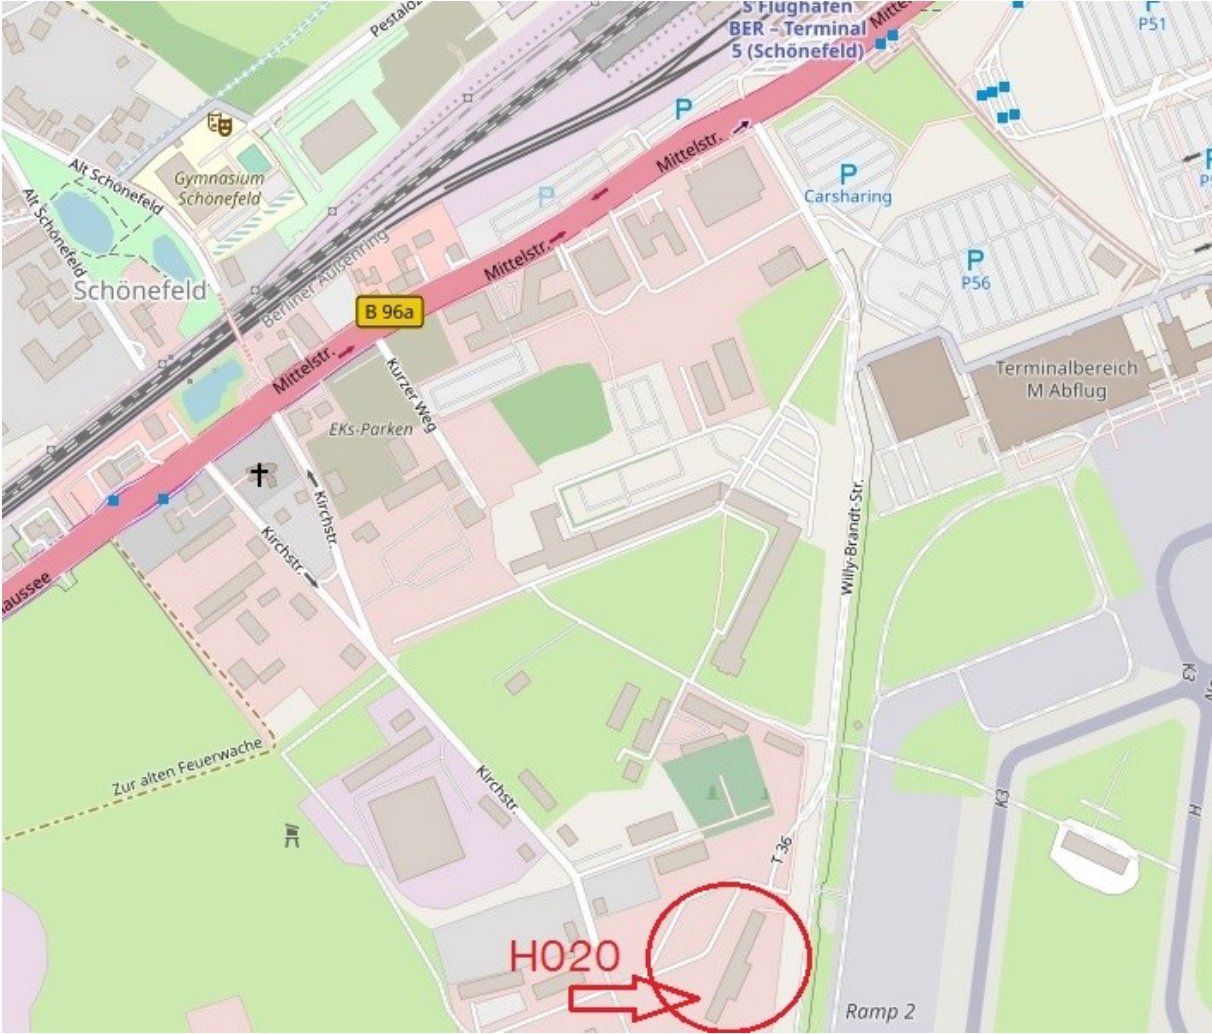 S Flughafen
BER – Terminal
5 (Schönefeld)
P
P51
Alt Schönefeld
Gymnasium
Schönefeld
Alt Schönefeld
P
Mittelstr.
P
Carsharing
P
Mittelstr.
P
P56
Schönefeld
Berliner Außenring
B 96a
Mittelstr.
Kurzer Weg
Terminalbereich
M Abflug
EKs-Parken
Kirchstr.
Kirchstr.
Willy-Brandt-Str.
K3
Zur alten Feuerwache
Kirchstr.
K3
H
T 36
H020
Ramp 2